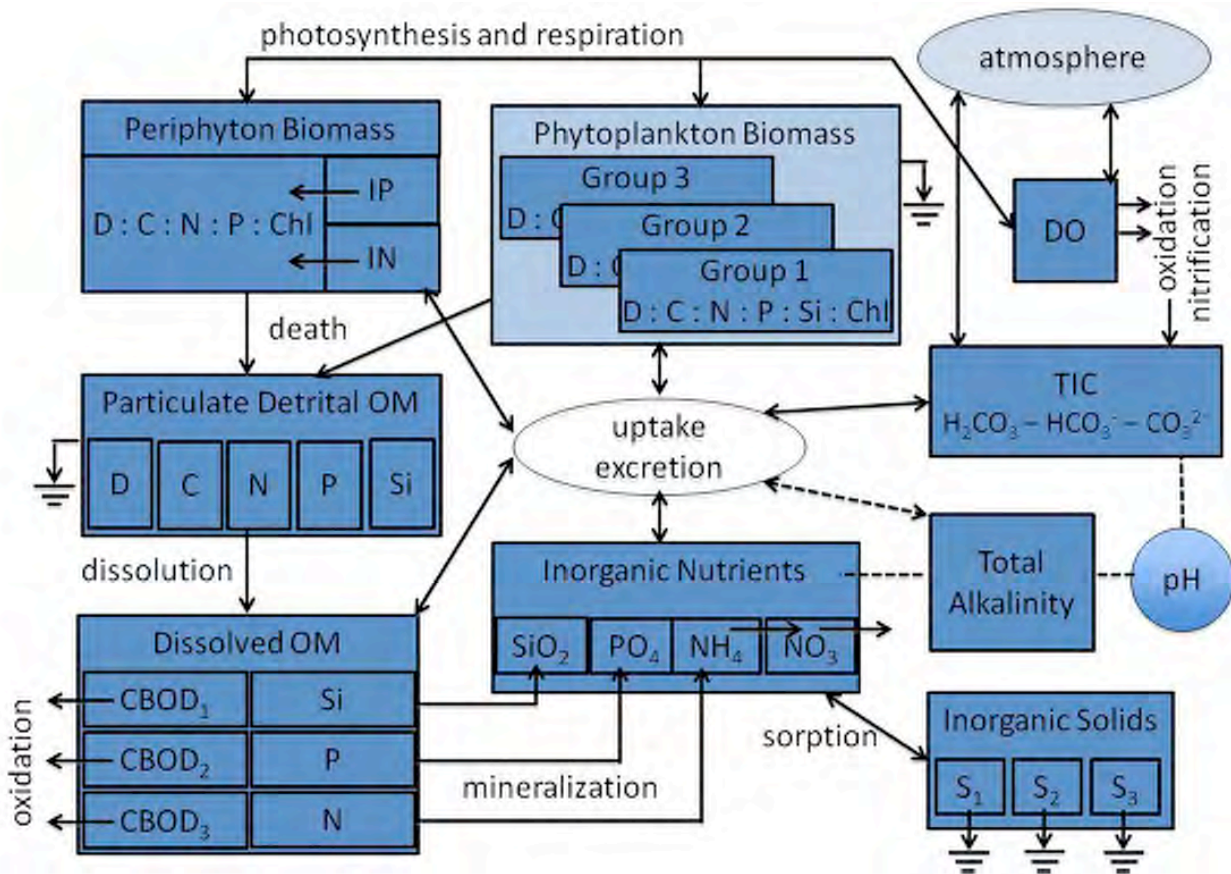 photosynthesis and respiration
atmosphere
Periphyton Biomass
D : C : N : P : Chl
IP
IN
Phytoplankton Biomass
Group 3
D : C
Group 2
D : C
Group 1
D : C : N : P : Si : Chl
DO
oxidation
nitrification
death
Particulate Detrital OM
D
C
N
P
Si
uptake
excretion
TIC
H₂CO₃ – HCO₃⁻ – CO₃²⁻
dissolution
Inorganic Nutrients
SiO₂
PO₄
NH₄
NO₃
Total
Alkalinity
pH
Dissolved OM
CBOD₁
Si
CBOD₂
P
CBOD₃
N
oxidation
mineralization
sorption
Inorganic Solids
S₁
S₂
S₃